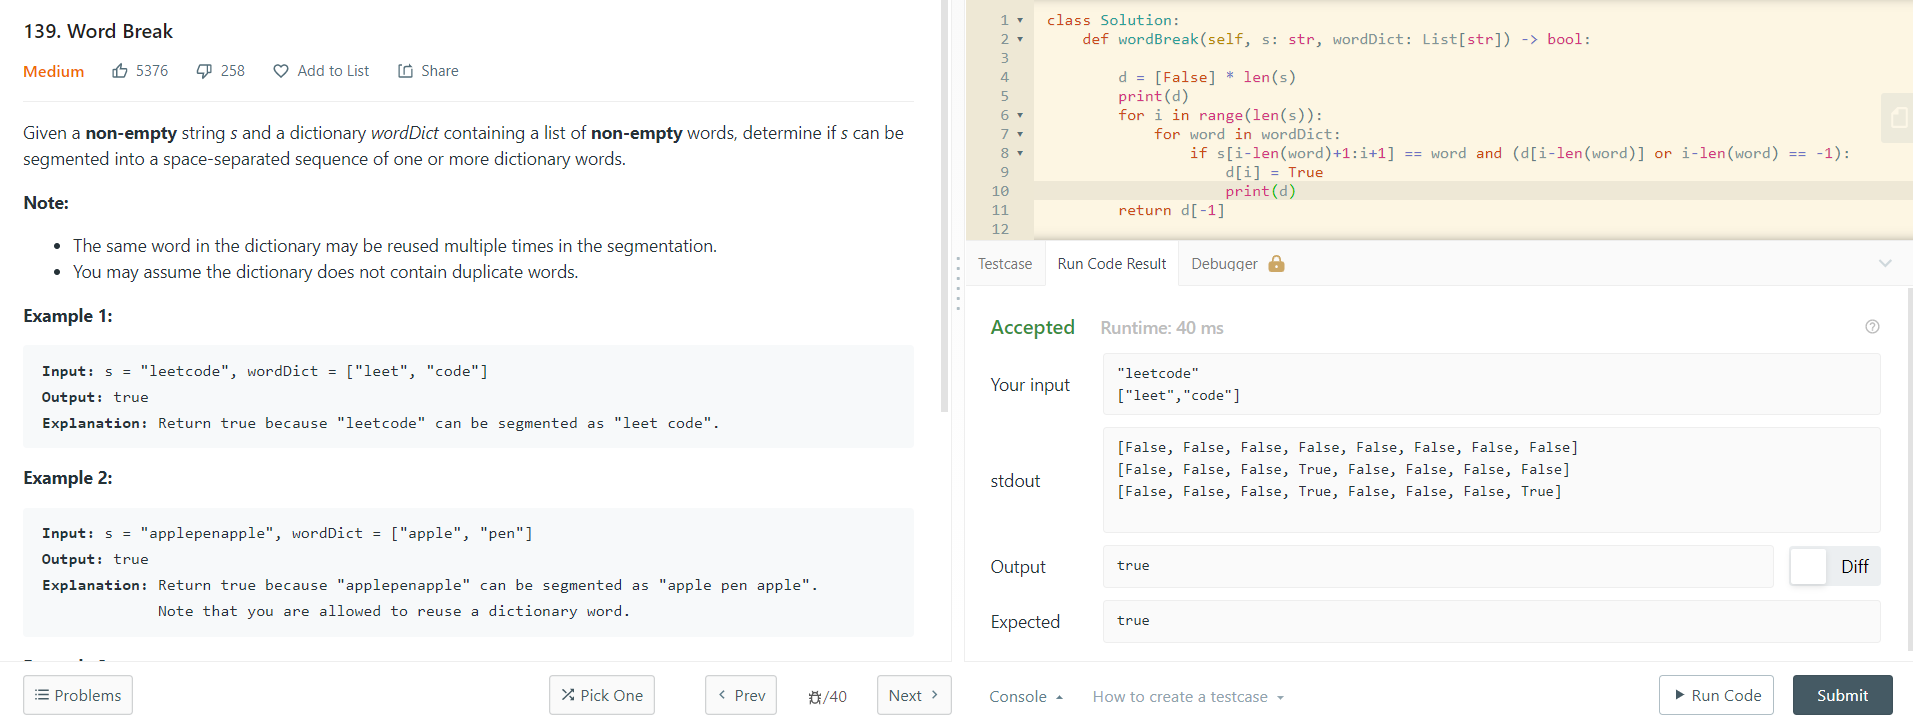 139. Word Break
Medium 5376 258 Add to List Share
Given a non-empty string s and a dictionary wordDict containing a list of non-empty words, determine if s can be
segmented into a space-separated sequence of one or more dictionary words.
Note:
• The same word in the dictionary may be reused multiple times in the segmentation.
• You may assume the dictionary does not contain duplicate words.
Example 1:
Input: s = "leetcode", wordDict = ["leet", "code"]
Output: true
Explanation: Return true because "leetcode" can be segmented as "leet code".
Example 2:
Input: s = "applepenapple", wordDict = ["apple", "pen"]
Output: true
Explanation: Return true because "applepenapple" can be segmented as "apple pen apple".
Note that you are allowed to reuse a dictionary word.
Problems Pick One < Prev /40 Next >
1 class Solution:
2     def wordBreak(self, s: str, wordDict: List[str]) -> bool:
3
4         d = [False] * len(s)
5         print(d)
6         for i in range(len(s)):
7             for word in wordDict:
8                 if s[i-len(word)+1:i+1] == word and (d[i-len(word)] or i-len(word) == -1):
9                     d[i] = True
10                     print(d)
11         return d[-1]
12
Testcase Run Code Result Debugger
Accepted Runtime: 40 ms
Your input
"leetcode"
["leet","code"]
stdout
[False, False, False, False, False, False, False, False]
[False, False, False, True, False, False, False, False]
[False, False, False, True, False, False, False, True]
Output true Diff
Expected true
Console How to create a testcase Run Code Submit